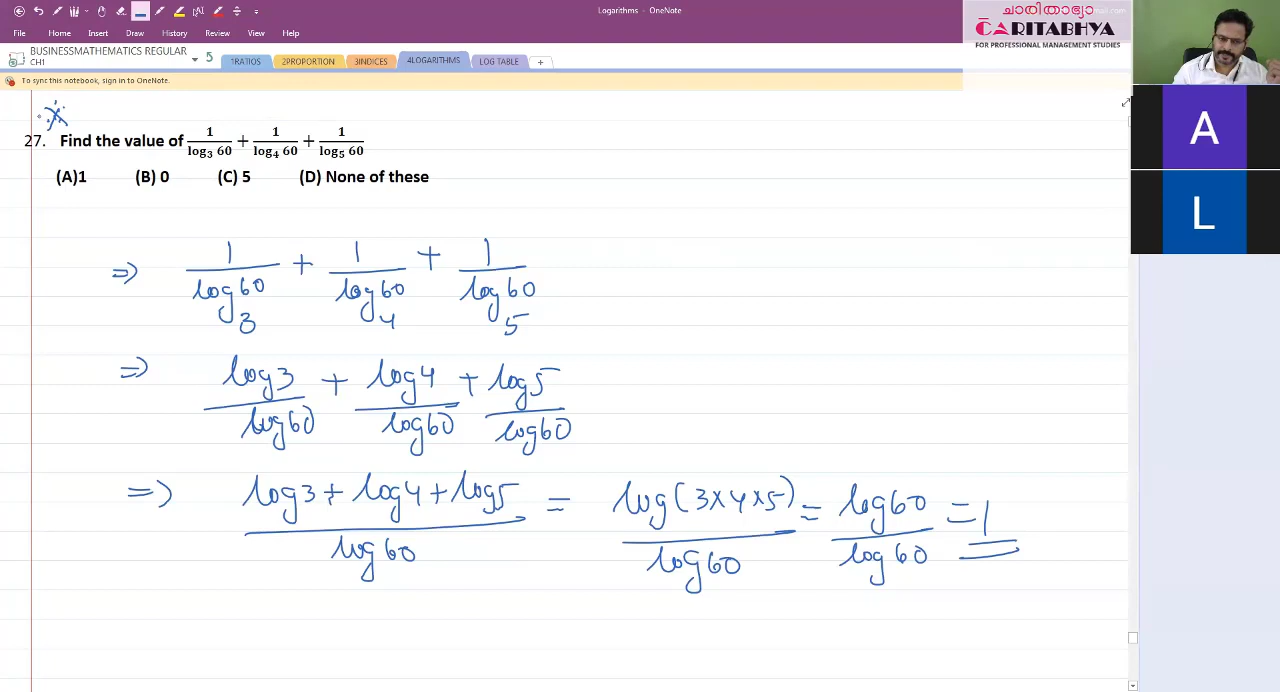 Logarithms - OneNote
ചാരിതാഭ്യാ
mail.com
CARITABHYA
FOR PROFESSIONAL MANAGEMENT STUDIES
File Home Insert Draw History Review View Help
BUSINESSMATHEMATICS REGULAR
CH1
1RATIOS 2PROPORTION 3INDICES 4LOGARITHMS LOG TABLE +
To sync this notebook, sign in to OneNote.
27. Find the value of 1/log₃ 60 + 1/log₄ 60 + 1/log₅ 60
(A)1 (B) 0 (C) 5 (D) None of these
⇒ 1/log₃60 + 1/log₄60 + 1/log₅60
⇒ log3/log60 + log4/log60 + log5/log60
⇒ (log3 + log4 + log5)/log60 = log(3×4×5)/log60 = log60/log60 = 1
A
L